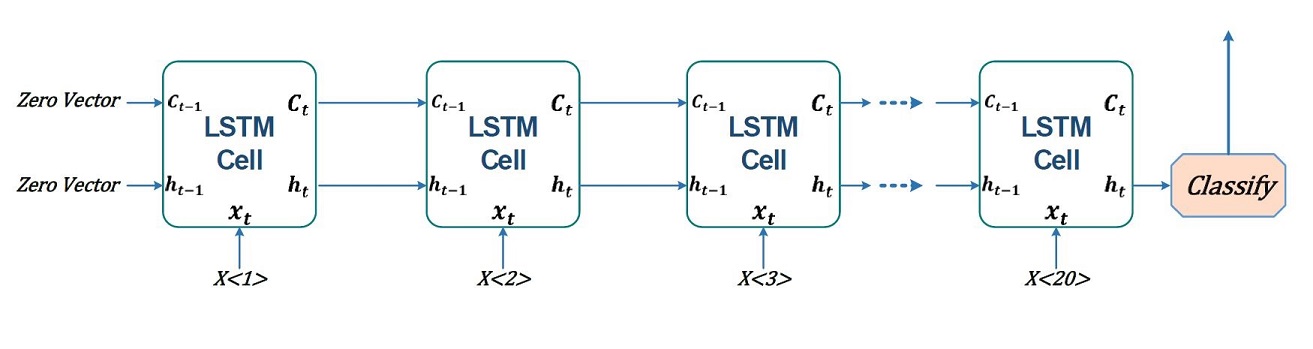 Zero Vector
C_{t-1}
C_t
LSTM
Cell
Zero Vector
h_{t-1}
h_t
x_t
X<1>
C_{t-1}
C_t
LSTM
Cell
h_{t-1}
h_t
x_t
X<2>
C_{t-1}
C_t
LSTM
Cell
h_{t-1}
h_t
x_t
X<3>
C_{t-1}
C_t
LSTM
Cell
h_{t-1}
h_t
x_t
X<20>
Classify